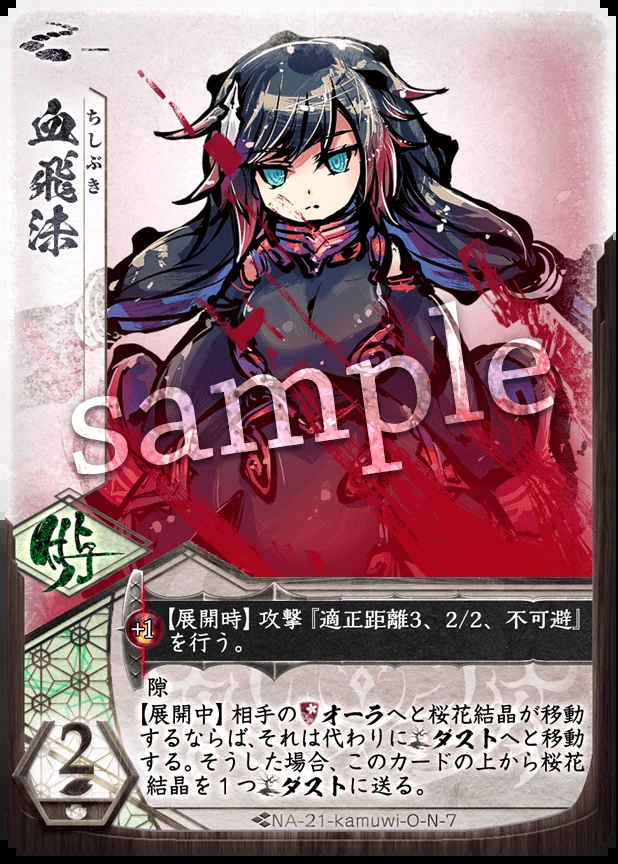 血飛沫
ちしぶき
sample
付与
+1
【展開時】攻撃『適正距離3、2/2、不可避』
を行う。
隙
【展開中】相手のオーラへと桜花結晶が移動
するならば、それは代わりにダストへと移動
する。そうした場合、このカードの上から桜花
結晶を1つダストに送る。
2
NA-21-kamuwi-O-N-7